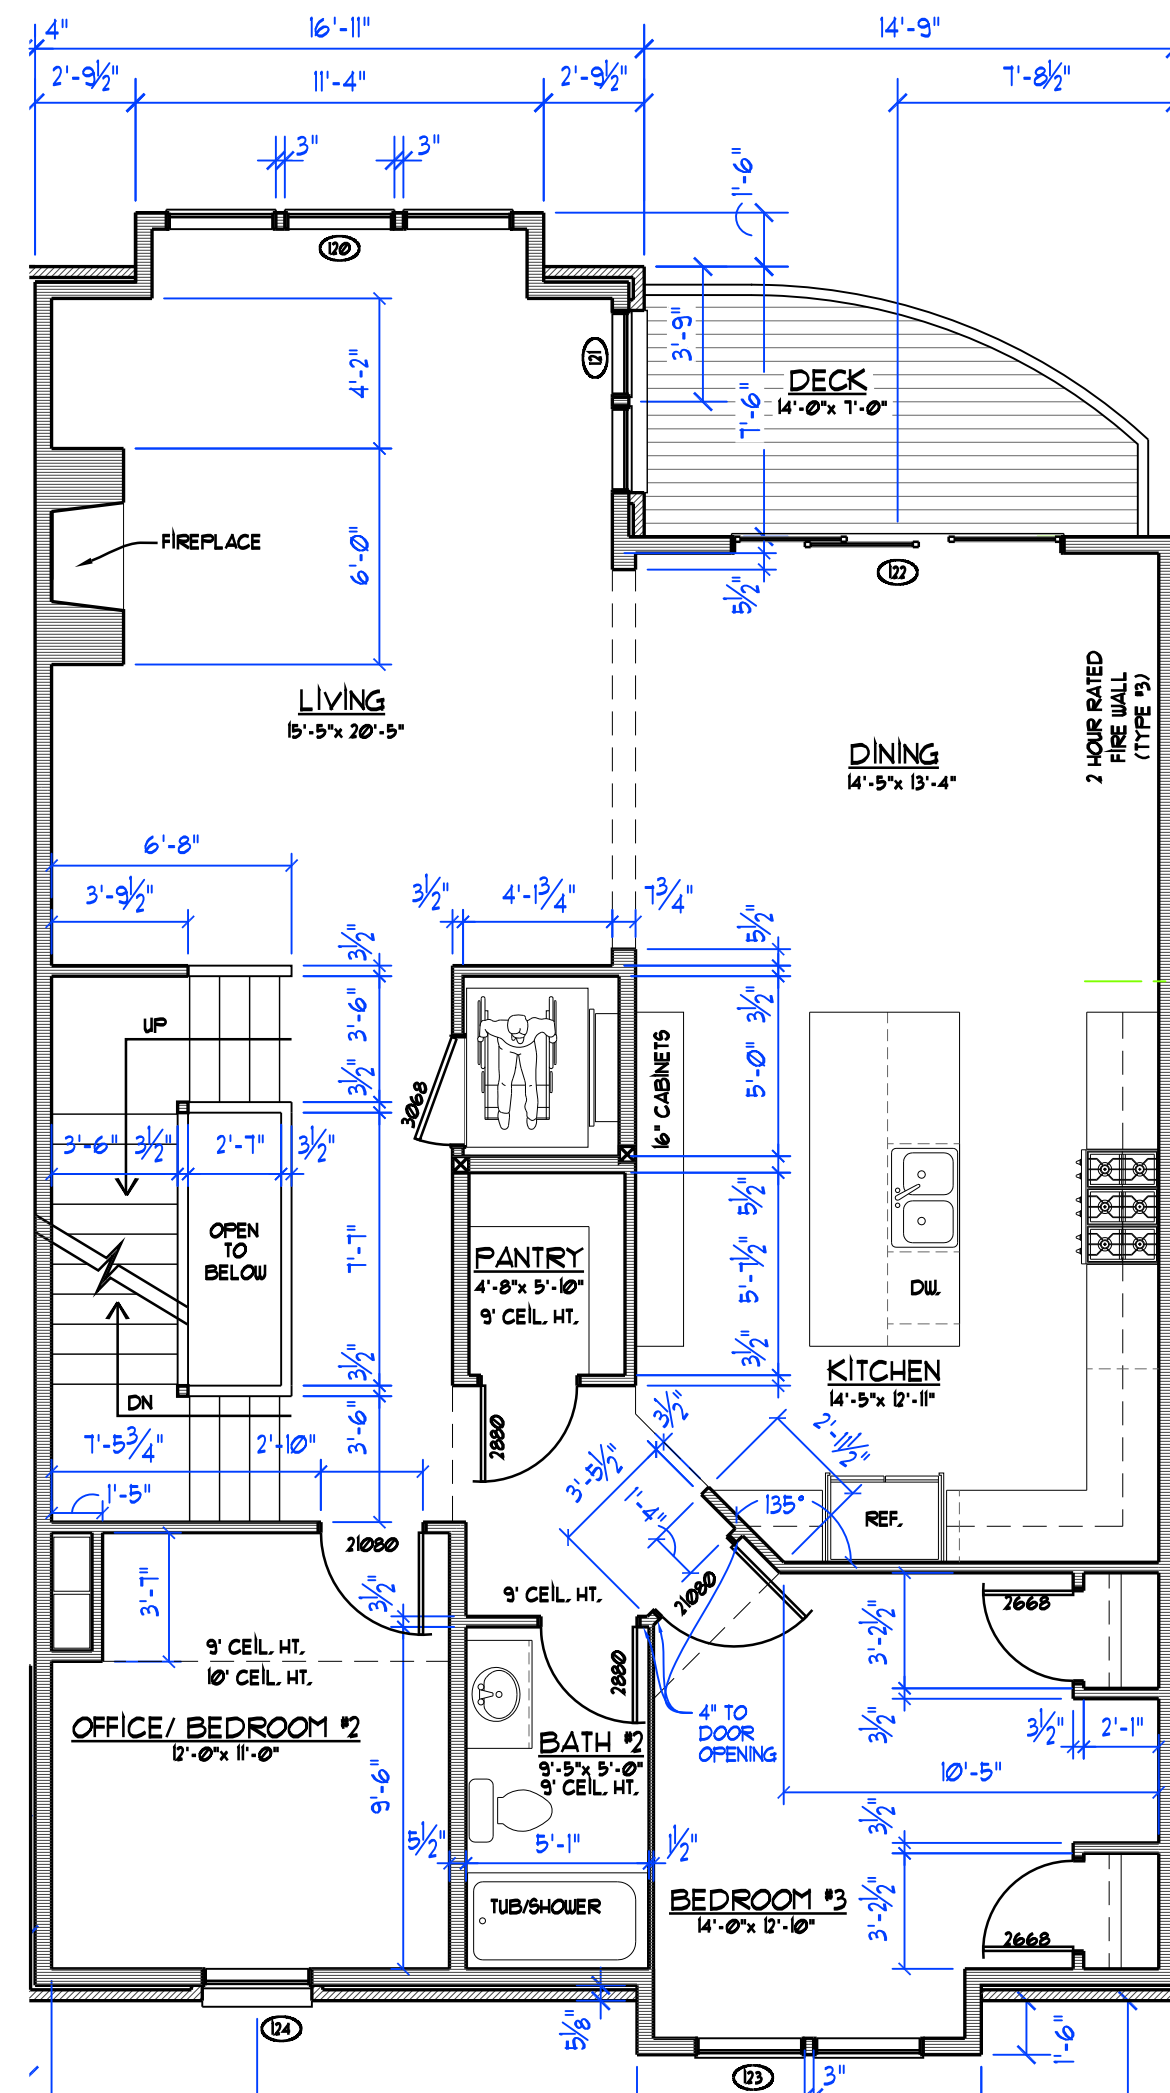 4"
16'-11"
14'-9"
2'-9½"
11'-4"
2'-9½"
7'-8½"
3"
3"
1'-6"
120
121
3'-9"
4'-2"
DECK
14'-0"x 7'-0"
7'-6"
FIREPLACE
6'-0"
122
5½"
LIVING
15'-5"x 20'-5"
DINING
14'-5"x 13'-4"
2 HOUR RATED
FIRE WALL
(TYPE #3)
6'-8"
3'-9½"
3½"
4'-1¾"
7¾"
3½"
5½"
UP
3'-6"
3½"
3½"
5'-0"
3068
16" CABINETS
3'-6"
3½"
2'-7"
3½"
5½"
OPEN
TO
BELOW
7'-7"
PANTRY
4'-8"x 5'-10"
9' CEIL. HT.
5'-7½"
DW.
3½"
3½"
KITCHEN
14'-5"x 12'-11"
DN
3'-6"
2880
3½"
2'-11½"
7'-5¾"
2'-10"
3'-5½"
1'-5"
1'-4"
135°
REF.
21080
3'-7"
3½"
9' CEIL. HT.
21080
2668
3'-2½"
9' CEIL. HT.
10' CEIL. HT.
2880
OFFICE/ BEDROOM #2
12'-0"x 11'-0"
4" TO
DOOR
OPENING
3½"
3½"
2'-1"
BATH #2
9'-5"x 5'-0"
9' CEIL. HT.
9'-6"
10'-5"
5½"
5'-1"
1½"
3½"
BEDROOM #3
14'-0"x 12'-10"
TUB/SHOWER
3'-2½"
2668
124
5⅛"
1'-6"
123
3"